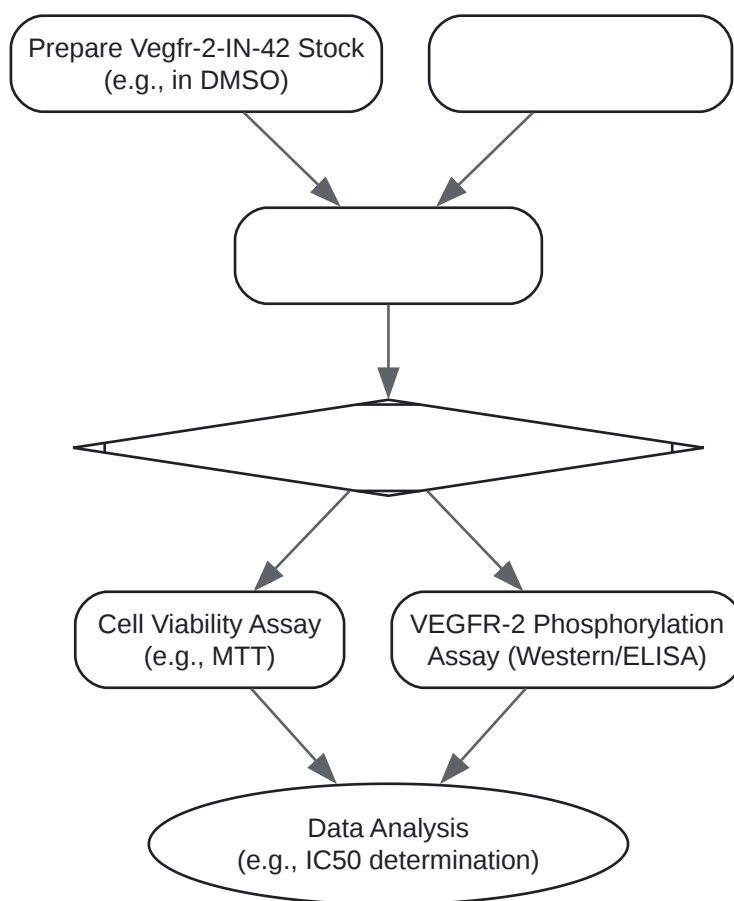 Prepare Vegfr-2-IN-42 Stock
(e.g., in DMSO)
Cell Viability Assay
(e.g., MTT)
VEGFR-2 Phosphorylation
Assay (Western/ELISA)
Data Analysis
(e.g., IC50 determination)